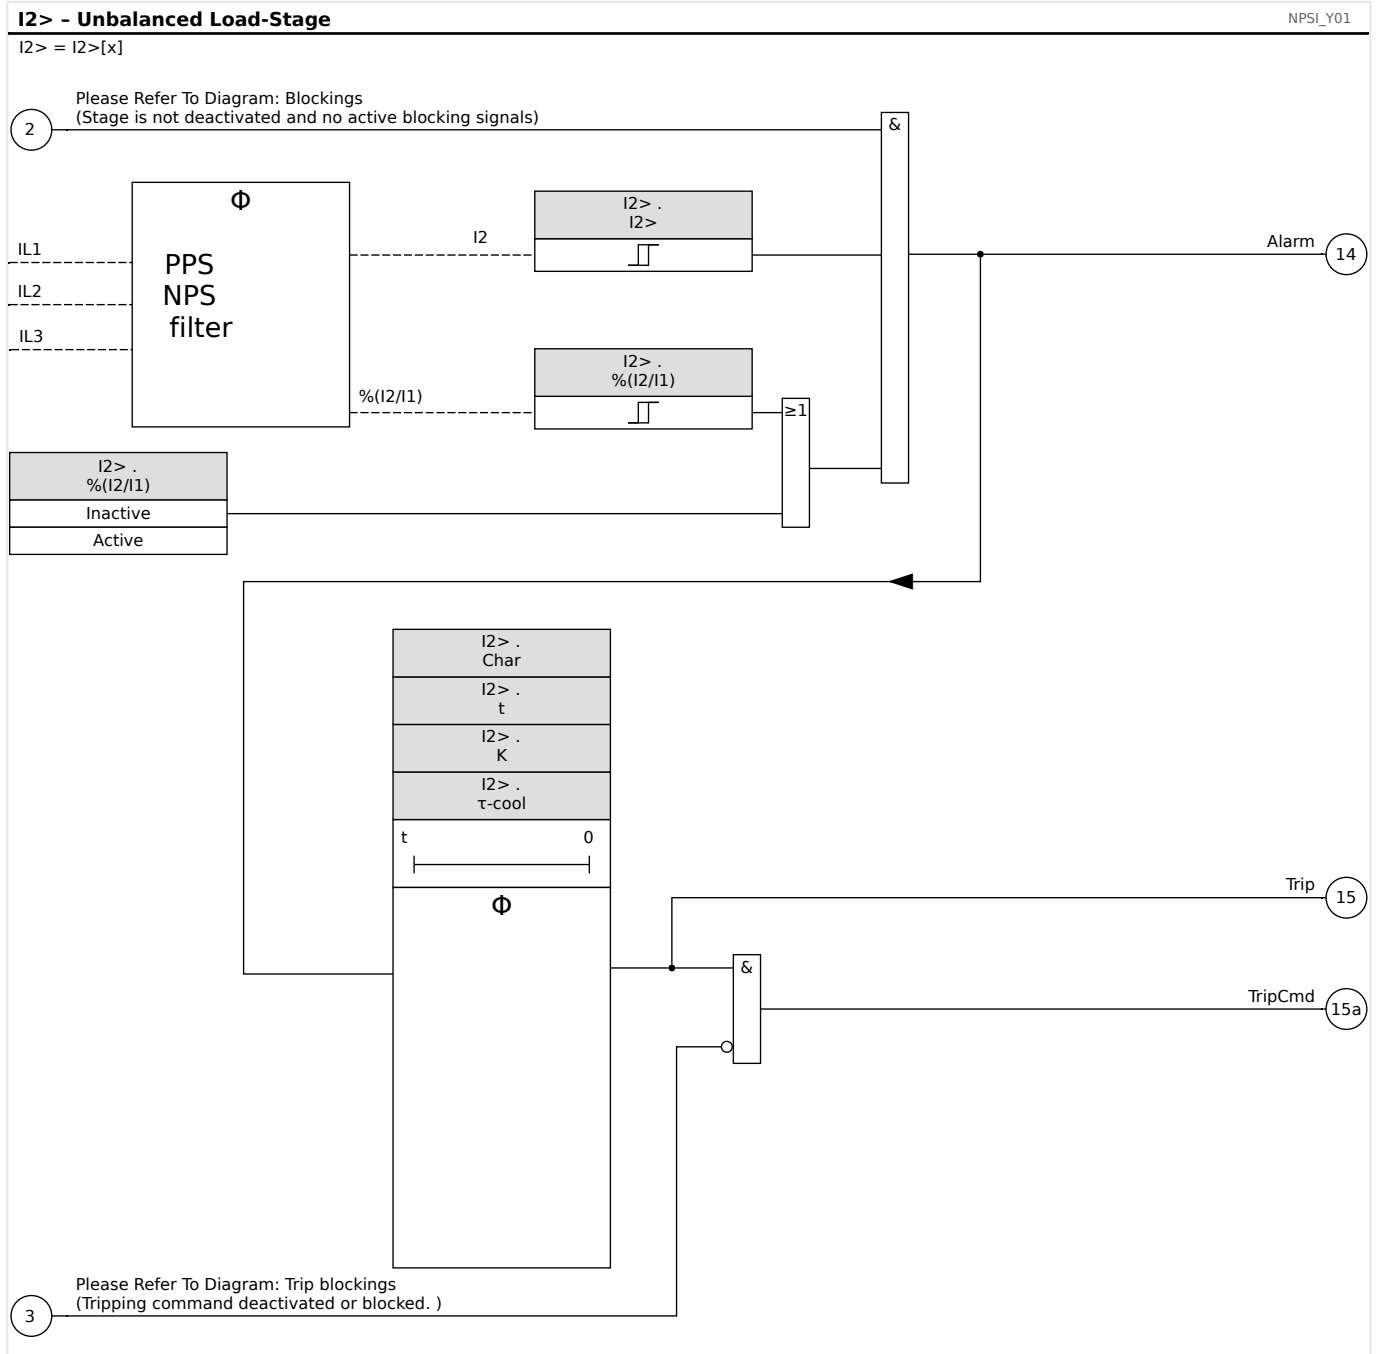 I2> – Unbalanced Load-Stage
NPSI_Y01
I2> = I2>[x]
Please Refer To Diagram: Blockings
(Stage is not deactivated and no active blocking signals)
2
&
Φ
PPS
NPS
filter
IL1
IL2
IL3
I2
I2> .
I2>
Alarm
14
%(I2/I1)
I2> .
%(I2/I1)
≥1
I2> .
%(I2/I1)
Inactive
Active
I2> .
Char
I2> .
t
I2> .
K
I2> .
τ-cool
t 0
Φ
Trip
15
&
TripCmd
15a
Please Refer To Diagram: Trip blockings
(Tripping command deactivated or blocked. )
3